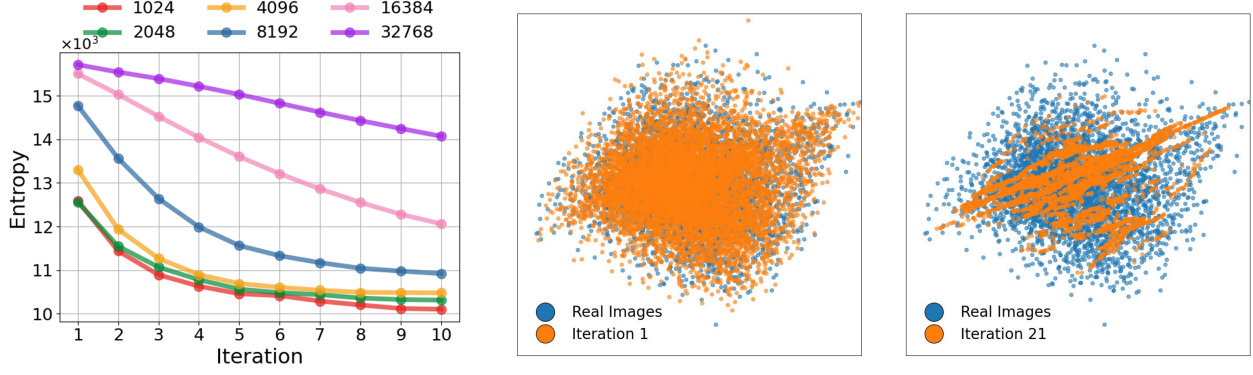 1024 4096 16384
2048 8192 32768
×10³
Entropy
15
14
13
12
11
10
1 2 3 4 5 6 7 8 9 10
Iteration
Real Images
Iteration 1
Real Images
Iteration 21